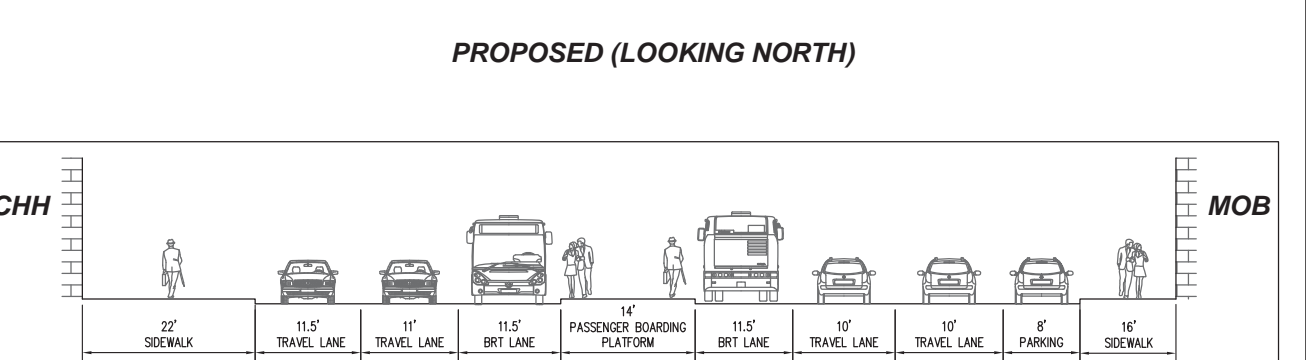 PROPOSED (LOOKING NORTH)
CHH
MOB
22'
SIDEWALK
11.5'
TRAVEL LANE
11'
TRAVEL LANE
11.5'
BRT LANE
14'
PASSENGER BOARDING
PLATFORM
11.5'
BRT LANE
10'
TRAVEL LANE
10'
TRAVEL LANE
8'
PARKING
16'
SIDEWALK